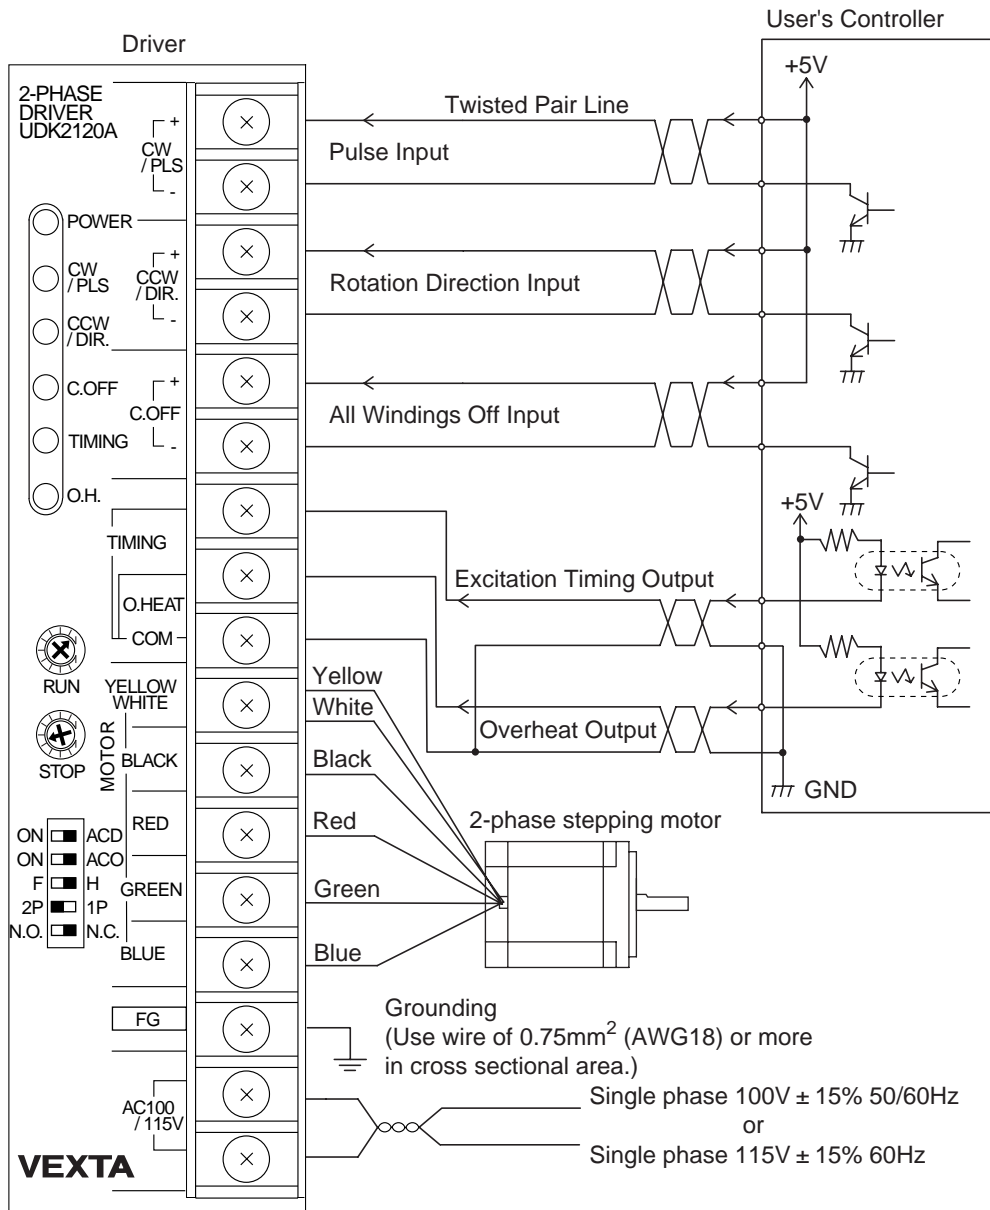 User's Controller
Driver
+5V
2-PHASE
DRIVER
UDK2120A
+
CW
/ PLS
-
Twisted Pair Line
Pulse Input
POWER
CW
/ PLS
+
CCW
/ DIR.
-
Rotation Direction Input
CCW
/ DIR.
C.OFF
+
C.OFF
-
All Windings Off Input
TIMING
O.H.
+5V
TIMING
Excitation Timing Output
O.HEAT
COM
RUN
YELLOW
WHITE
Yellow
White
Overheat Output
STOP
MOTOR
BLACK
Black
GND
RED
Red
2-phase stepping motor
ON ACD
ON ACO
F H
2P 1P
N.O. N.C.
GREEN
Green
BLUE
Blue
FG
Grounding
(Use wire of 0.75mm² (AWG18) or more
in cross sectional area.)
AC100
/ 115V
Single phase 100V ± 15% 50/60Hz
or
Single phase 115V ± 15% 60Hz
VEXTA